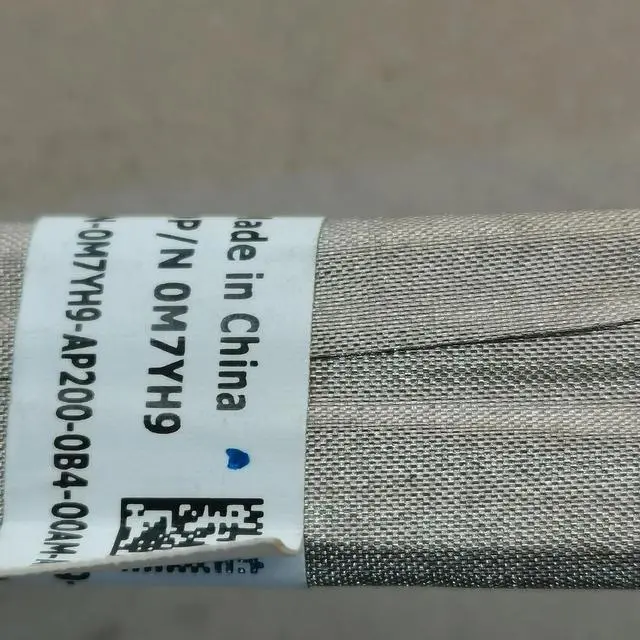 ade in China
P/N 0M7YH9
N-0M7YH9-AP200-0B4-00AM-A